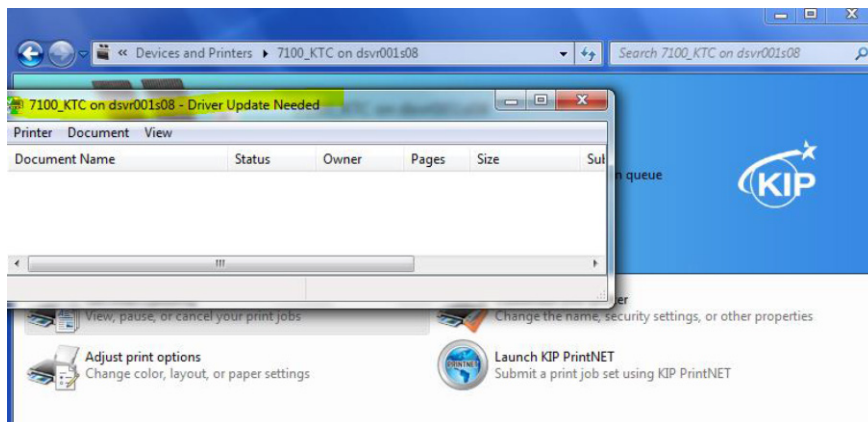 « Devices and Printers ▸ 7100_KTC on dsvr001s08
Search 7100_KTC on dsvr001s08
7100_KTC on dsvr001s08 - Driver Update Needed
Printer Document View
Document Name Status Owner Pages Size Sub
n queue
KIP
View, pause, or cancel your print jobs
Change the name, security settings, or other properties
Adjust print options
Change color, layout, or paper settings
PRINTNET
Launch KIP PrintNET
Submit a print job set using KIP PrintNET